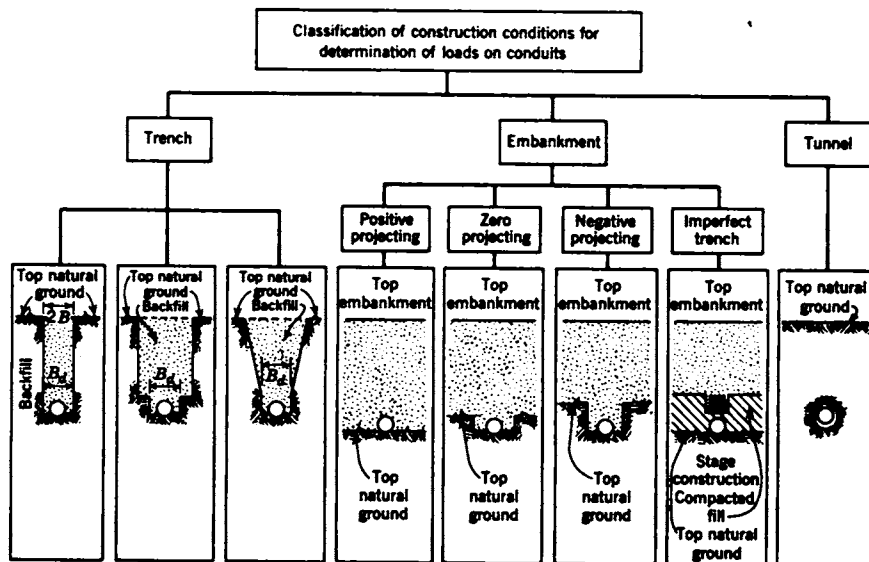 Classification of construction conditions for
determination of loads on conduits
Trench
Embankment
Tunnel
Positive
projecting
Zero
projecting
Negative
projecting
Imperfect
trench
Top natural
ground
2B
Backfill
B_d
Top natural
ground
Backfill
B_d
Top natural
ground
Backfill
B_d
Top
embankment
Top
natural
ground
Top
embankment
Top
natural
ground
Top
embankment
Top
natural
ground
Top
embankment
Stage
construction
Compacted
fill
Top natural
ground
Top natural
ground